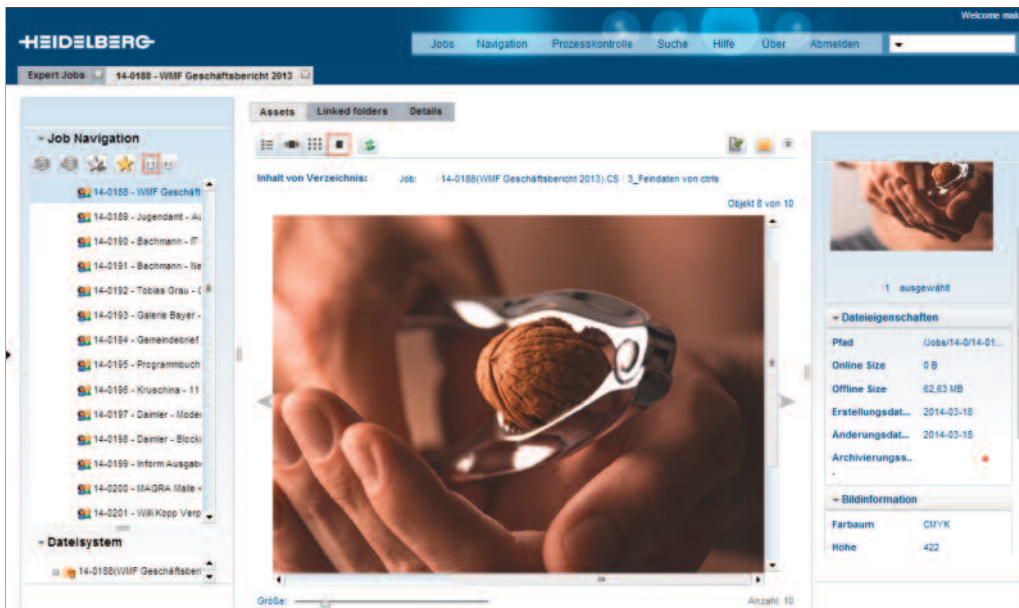 Welcome mak
HEIDELBERG
Jobs Navigation Prozesskontrolle Suche Hilfe Über Abmelden
Expert Jobs 14-0188 - WMF Geschäftsbericht 2013
Assets Linked folders Details
Job Navigation
Inhalt von Verzeichnis: Job: 14-0188(WMF Geschäftsbericht 2013).CS 3_Feindaten von ctrls
Objekt 8 von 10
14-0188 - WMF Geschäft
14-0189 - Jugendamt - Au
14-0190 - Bachmann - IT
14-0191 - Bachmann - Ne
14-0192 - Tobias Grau - G
14-0193 - Galerie Bayer -
14-0194 - Gemeindebrief
14-0195 - Programmbuch
14-0196 - Kruschina - 11
14-0197 - Daimler - Moder
14-0198 - Daimler - Blocki
14-0199 - Inform Ausgabe
14-0200 - MAGRA Maile
14-0201 - Willi Kopp Verp
Dateisystem
14-0188(WMF Geschäftsberi
Größe:
Anzahl: 10
1 ausgewählt
Dateieigenschaften
Pfad /Jobs/14-0/14-01...
Online Size 0 B
Offline Size 62,63 MB
Erstellungsdat... 2014-03-18
Änderungsdat... 2014-03-18
Archivierungss..
.
Bildinformation
Farbaum CMYK
Höhe 422